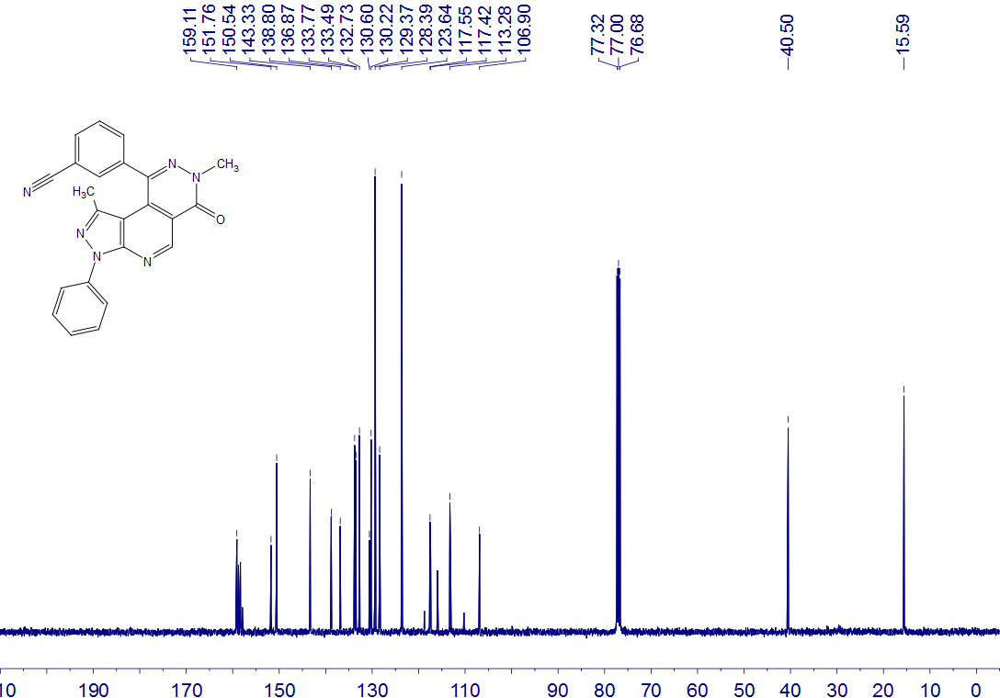 159.11
151.76
150.54
143.33
138.80
136.87
133.77
133.49
132.73
130.60
130.22
129.37
128.39
123.64
117.55
117.42
113.28
106.90
77.32
77.00
76.68
40.50
15.59
N
N
CH3
N
H3C
O
N
N
N
10 190 170 150 130 110 90 80 70 60 50 40 30 20 10 0